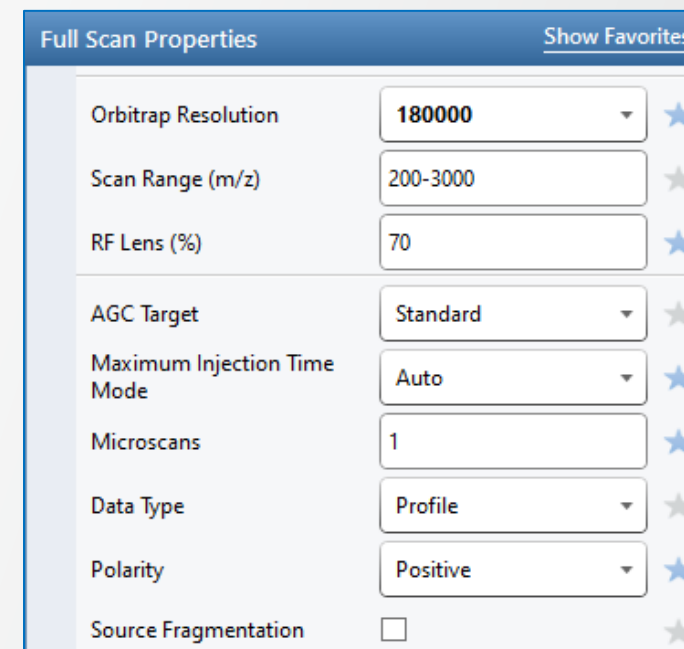 Full Scan Properties Show Favorites
Orbitrap Resolution 180000
Scan Range (m/z) 200-3000
RF Lens (%) 70
AGC Target Standard
Maximum Injection Time
Mode Auto
Microscans 1
Data Type Profile
Polarity Positive
Source Fragmentation